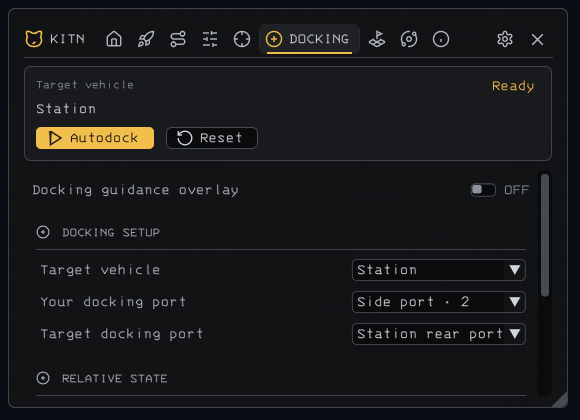 KITN
DOCKING
Target vehicle
Ready
Station
Autodock
Reset
Docking guidance overlay
OFF
DOCKING SETUP
Target vehicle
Station
Your docking port
Side port · 2
Target docking port
Station rear port
RELATIVE STATE